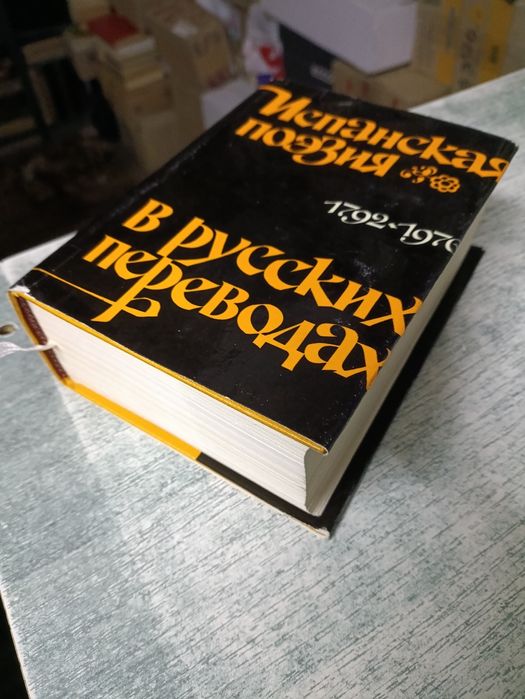 Испанская
поэзия
1792·1976
в русских
переводах